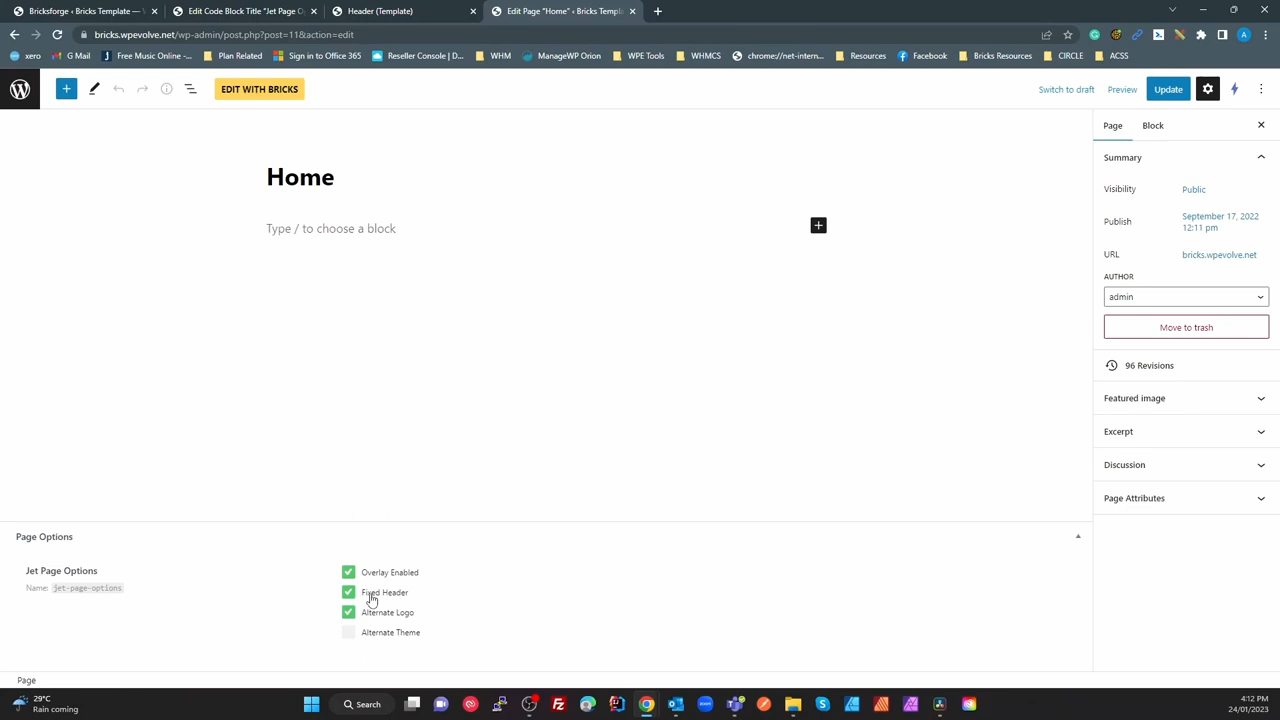 Bricksforge ‹ Bricks Template — V
Edit Code Block Title "Jet Page Op
Header (Template)
Edit Page "Home" ‹ Bricks Templ
bricks.wpevolve.net/wp-admin/post.php?post=11&action=edit
xero
G Mail
Free Music Online -...
Plan Related
Sign in to Office 365
Reseller Console | D...
WHM
ManageWP Orion
WPE Tools
WHMCS
chrome://net-intern...
Resources
Facebook
Bricks Resources
CIRCLE
ACSS
EDIT WITH BRICKS
Switch to draft
Preview
Update
Page
Block
Summary
Visibility
Public
Publish
September 17, 2022
12:11 pm
URL
bricks.wpevolve.net
AUTHOR
admin
Move to trash
96 Revisions
Featured image
Excerpt
Discussion
Page Attributes
Home
Type / to choose a block
Page Options
Jet Page Options
Name: jet-page-options
Overlay Enabled
Fixed Header
Alternate Logo
Alternate Theme
Page
29°C
Rain coming
Search
4:12 PM
24/01/2023